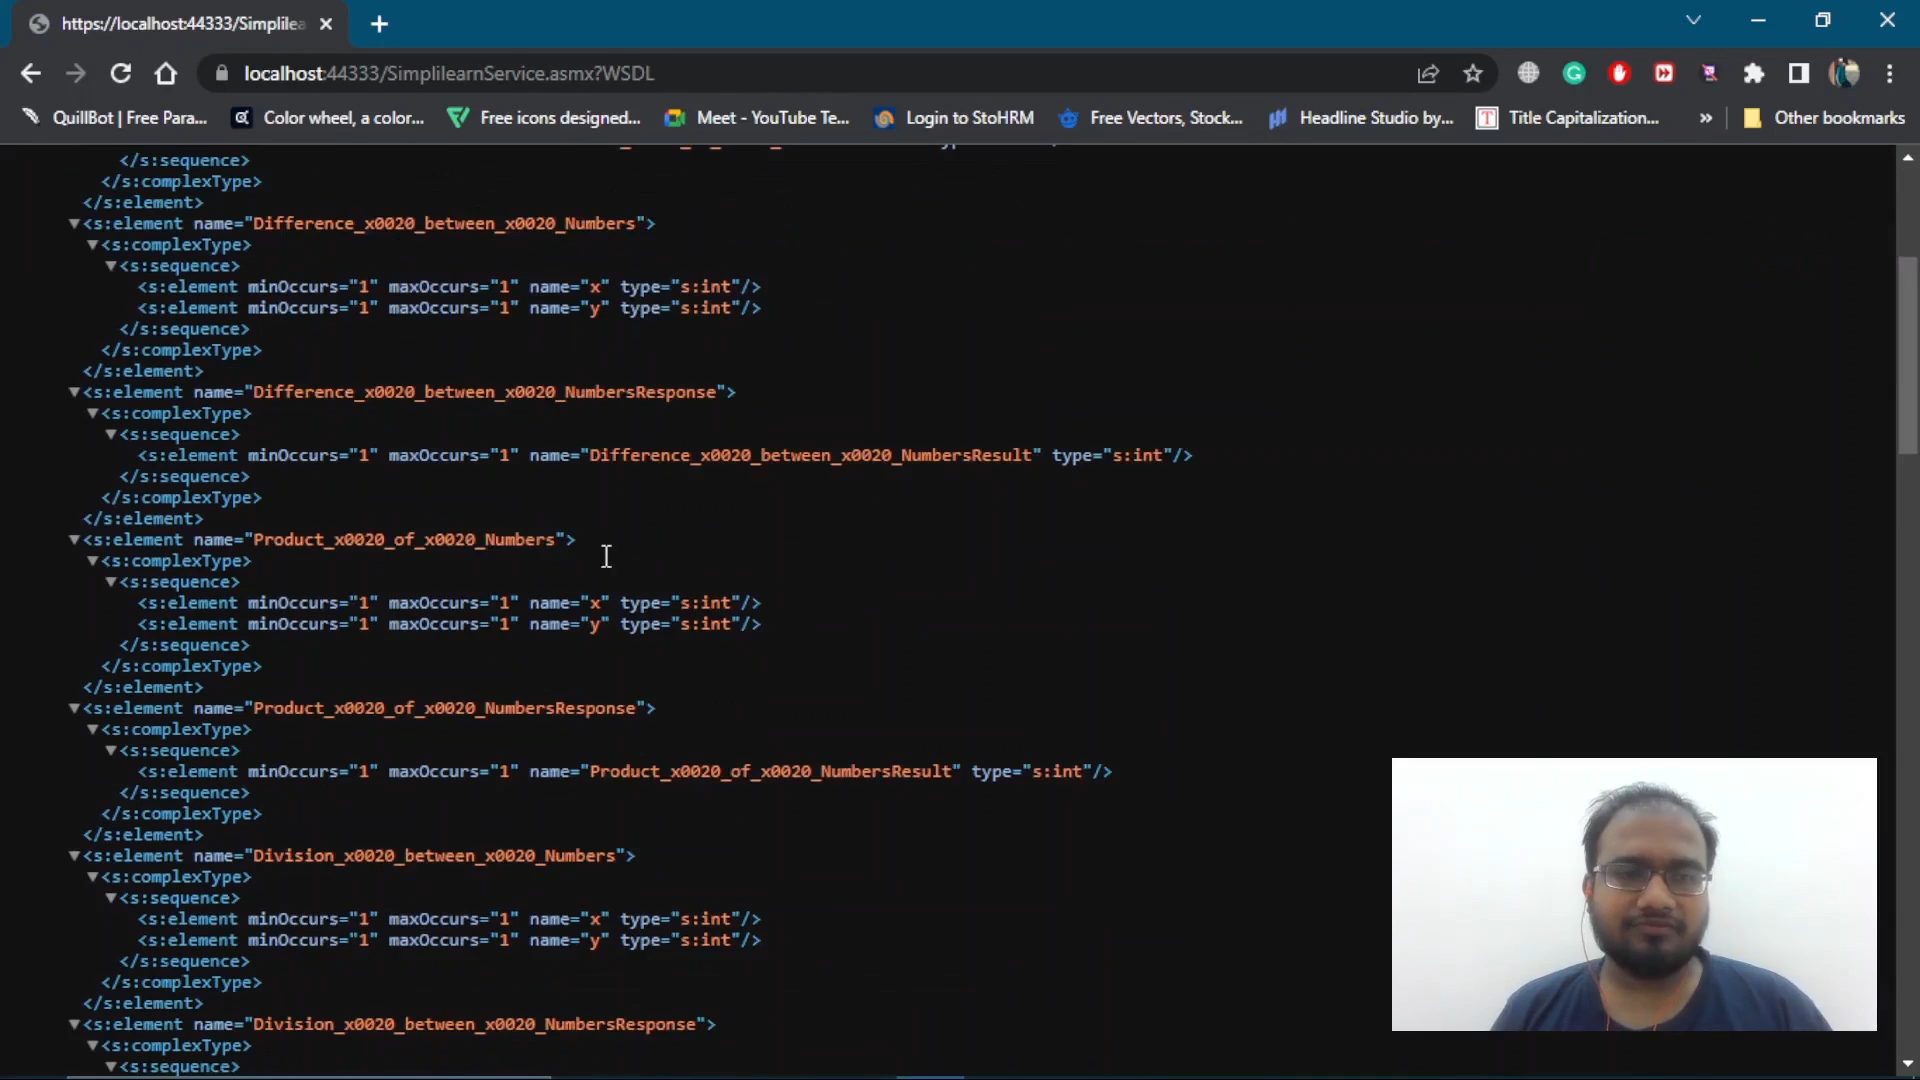 https://localhost:44333/Simplilea
localhost:44333/SimplilearnService.asmx?WSDL
QuillBot | Free Para... Color wheel, a color... Free icons designed... Meet - YouTube Te... Login to StoHRM Free Vectors, Stock... Headline Studio by... Title Capitalization... » Other bookmarks
</s:sequence>
</s:complexType>
</s:element>
▼<s:element name="Difference_x0020_between_x0020_Numbers">
▼<s:complexType>
▼<s:sequence>
<s:element minOccurs="1" maxOccurs="1" name="x" type="s:int"/>
<s:element minOccurs="1" maxOccurs="1" name="y" type="s:int"/>
</s:sequence>
</s:complexType>
</s:element>
▼<s:element name="Difference_x0020_between_x0020_NumbersResponse">
▼<s:complexType>
▼<s:sequence>
<s:element minOccurs="1" maxOccurs="1" name="Difference_x0020_between_x0020_NumbersResult" type="s:int"/>
</s:sequence>
</s:complexType>
</s:element>
▼<s:element name="Product_x0020_of_x0020_Numbers">
▼<s:complexType>
▼<s:sequence>
<s:element minOccurs="1" maxOccurs="1" name="x" type="s:int"/>
<s:element minOccurs="1" maxOccurs="1" name="y" type="s:int"/>
</s:sequence>
</s:complexType>
</s:element>
▼<s:element name="Product_x0020_of_x0020_NumbersResponse">
▼<s:complexType>
▼<s:sequence>
<s:element minOccurs="1" maxOccurs="1" name="Product_x0020_of_x0020_NumbersResult" type="s:int"/>
</s:sequence>
</s:complexType>
</s:element>
▼<s:element name="Division_x0020_between_x0020_Numbers">
▼<s:complexType>
▼<s:sequence>
<s:element minOccurs="1" maxOccurs="1" name="x" type="s:int"/>
<s:element minOccurs="1" maxOccurs="1" name="y" type="s:int"/>
</s:sequence>
</s:complexType>
</s:element>
▼<s:element name="Division_x0020_between_x0020_NumbersResponse">
▼<s:complexType>
▼<s:sequence>